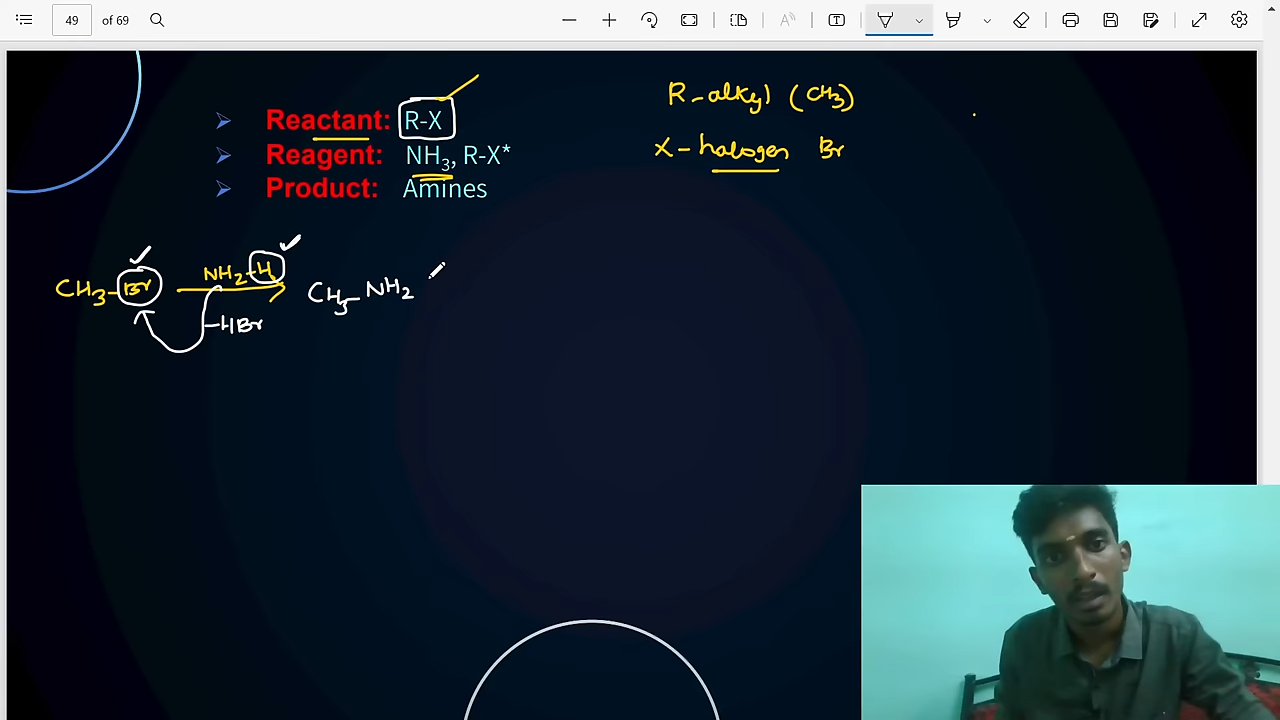 49 of 69
Reactant: R-X
Reagent: NH3, R-X*
Product: Amines
R-alkyl (CH3)
X-halogen Br
CH3-Br NH2-H CH3-NH2
-HBr